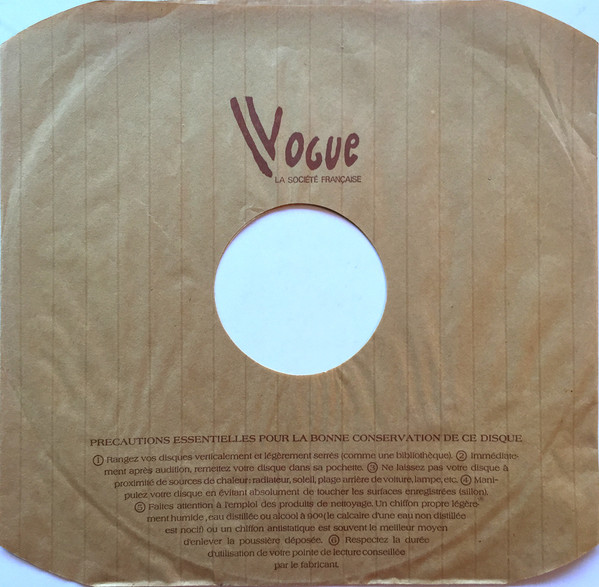 Vogue
LA SOCIÉTÉ FRANÇAISE
PRECAUTIONS ESSENTIELLES POUR LA BONNE CONSERVATION DE CE DISQUE
① Rangez vos disques verticalement et légèrement serrés (comme une bibliothèque). ② Immédiate-
ment après audition, remettez votre disque dans sa pochette. ③ Ne laissez pas votre disque à
proximité de sources de chaleur: radiateur, soleil, plage arrière de voiture, lampe, etc. ④ Mani-
pulez votre disque en évitant absolument de toucher les surfaces enregistrées (sillon).
⑤ Faites attention à l'emploi des produits de nettoyage. Un chiffon propre légère-
ment humide, eau distillée ou alcool à 90° (le calcaire d'une eau non distillée
est nocif) ou un chiffon antistatique est souvent le meilleur moyen
d'enlever la poussière déposée. ⑥ Respectez la durée
d'utilisation de votre pointe de lecture conseillée
par le fabricant.